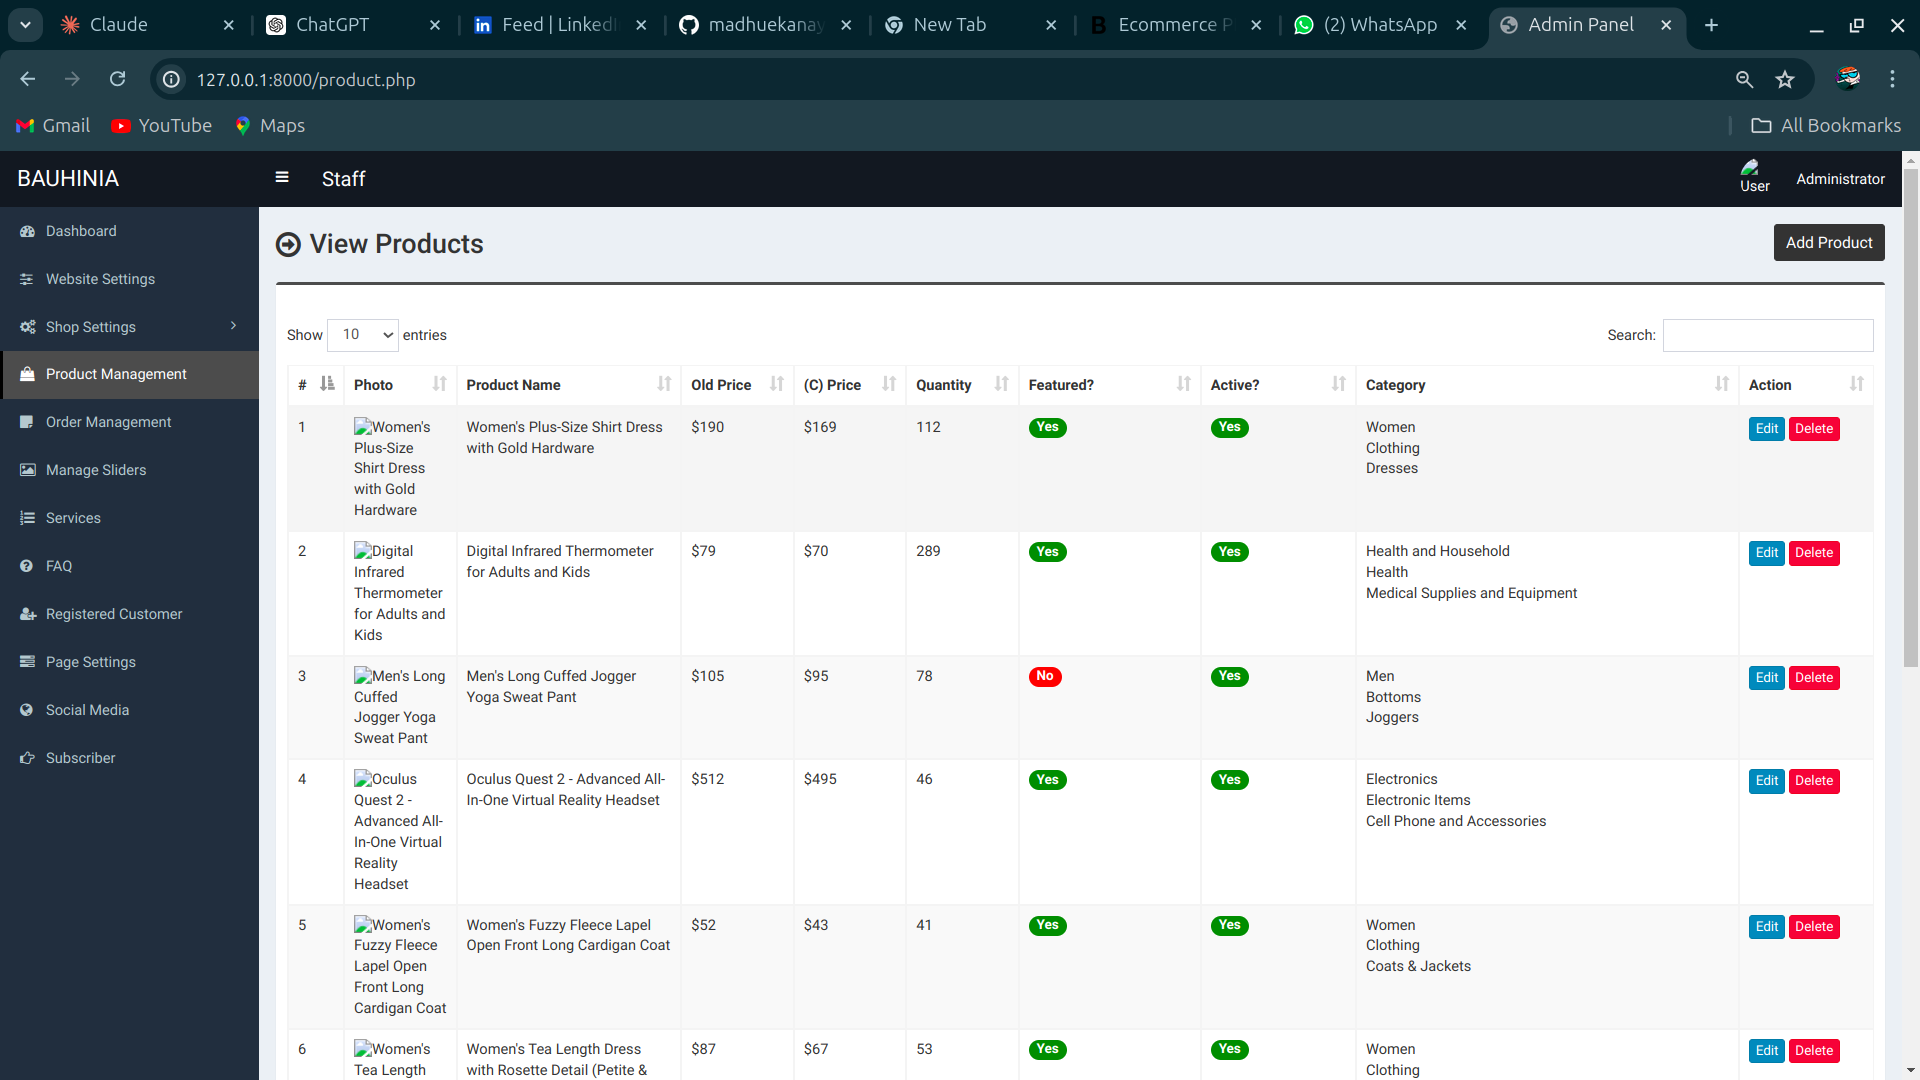 Claude
ChatGPT
Feed | LinkedI
madhuekanay
New Tab
Ecommerce P
(2) WhatsApp
Admin Panel
127.0.0.1:8000/product.php
Gmail
YouTube
Maps
All Bookmarks
BAUHINIA
Staff
User
Administrator
Dashboard
Website Settings
Shop Settings
Product Management
Order Management
Manage Sliders
Services
FAQ
Registered Customer
Page Settings
Social Media
Subscriber
View Products
Add Product
Show 10 entries
Search:
# Photo Product Name Old Price (C) Price Quantity Featured? Active? Category Action
1
Women's
Plus-Size
Shirt Dress
with Gold
Hardware
Women's Plus-Size Shirt Dress
with Gold Hardware
$190
$169
112
Yes
Yes
Women
Clothing
Dresses
Edit
Delete
2
Digital
Infrared
Thermometer
for Adults and
Kids
Digital Infrared Thermometer
for Adults and Kids
$79
$70
289
Yes
Yes
Health and Household
Health
Medical Supplies and Equipment
Edit
Delete
3
Men's Long
Cuffed
Jogger Yoga
Sweat Pant
Men's Long Cuffed Jogger
Yoga Sweat Pant
$105
$95
78
No
Yes
Men
Bottoms
Joggers
Edit
Delete
4
Oculus
Quest 2 -
Advanced All-
In-One Virtual
Reality
Headset
Oculus Quest 2 - Advanced All-
In-One Virtual Reality Headset
$512
$495
46
Yes
Yes
Electronics
Electronic Items
Cell Phone and Accessories
Edit
Delete
5
Women's
Fuzzy Fleece
Lapel Open
Front Long
Cardigan Coat
Women's Fuzzy Fleece Lapel
Open Front Long Cardigan Coat
$52
$43
41
Yes
Yes
Women
Clothing
Coats & Jackets
Edit
Delete
6
Women's
Tea Length
Women's Tea Length Dress
with Rosette Detail (Petite &
$87
$67
53
Yes
Yes
Women
Clothing
Edit
Delete